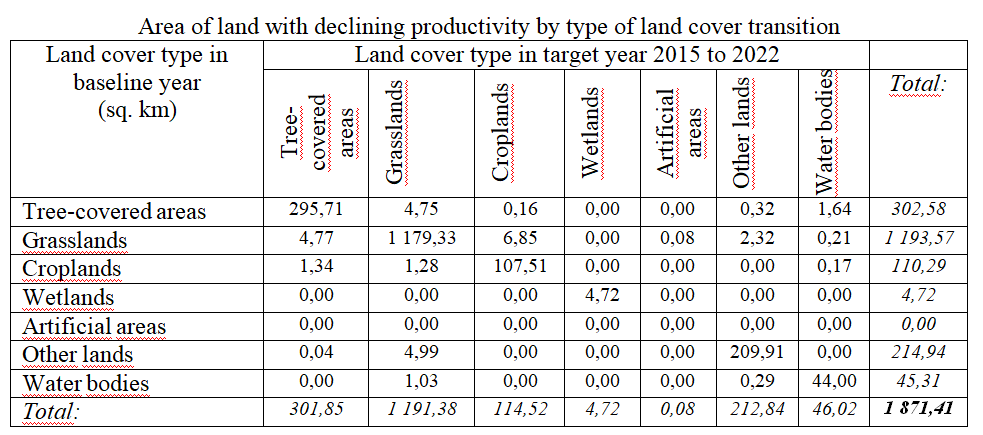 Area of land with declining productivity by type of land cover transition
Land cover type in baseline year (sq. km) Land cover type in target year 2015 to 2022
Tree-covered areas Grasslands Croplands Wetlands Artificial areas Other lands Water bodies Total:
Tree-covered areas 295,71 4,75 0,16 0,00 0,00 0,32 1,64 302,58
Grasslands 4,77 1 179,33 6,85 0,00 0,08 2,32 0,21 1 193,57
Croplands 1,34 1,28 107,51 0,00 0,00 0,00 0,17 110,29
Wetlands 0,00 0,00 0,00 4,72 0,00 0,00 0,00 4,72
Artificial areas 0,00 0,00 0,00 0,00 0,00 0,00 0,00 0,00
Other lands 0,04 4,99 0,00 0,00 0,00 209,91 0,00 214,94
Water bodies 0,00 1,03 0,00 0,00 0,00 0,29 44,00 45,31
Total: 301,85 1 191,38 114,52 4,72 0,08 212,84 46,02 1 871,41